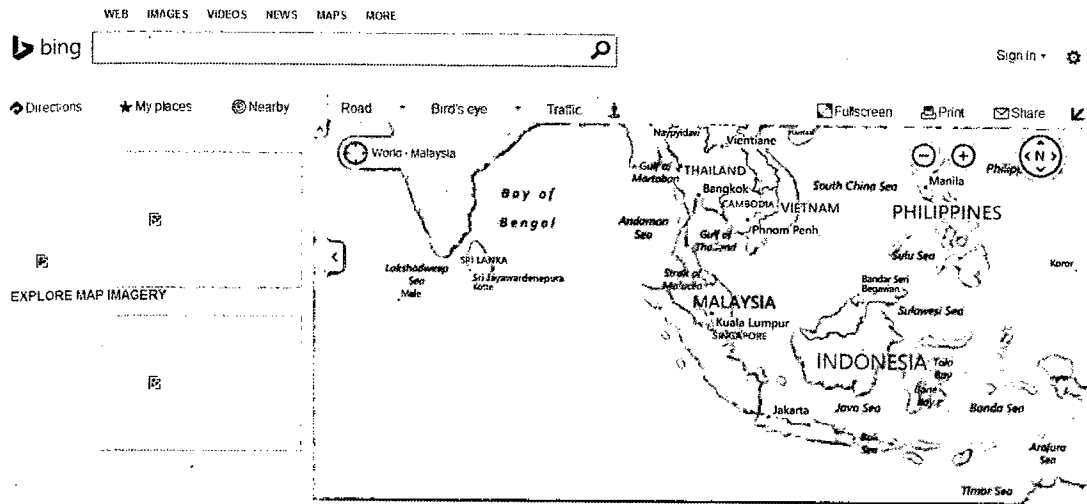 WEB IMAGES VIDEOS NEWS MAPS MORE
bing
Sign in
Directions My places Nearby Road Bird's eye Traffic Fullscreen Print Share
World · Malaysia
Naypyidaw
Vientiane
Gulf of Martaban
THAILAND
Bangkok
South China Sea
Manila
N
Bay of
Bengal
CAMBODIA
VIETNAM
PHILIPPINES
Andaman
Sea
Gulf of
Thailand
Phnom Penh
Sulu Sea
Koror
Lakshadweep
Sea
Male
SRI LANKA
Sri Jayawardenepura
Kotte
Strait of
Malacca
Bandar Seri
Begawan
EXPLORE MAP IMAGERY
MALAYSIA
Sulawesi Sea
Kuala Lumpur
SINGAPORE
INDONESIA
Bay
Jakarta
Java Sea
Banda Sea
Bali
Sea
Arafura
Sea
Timor Sea